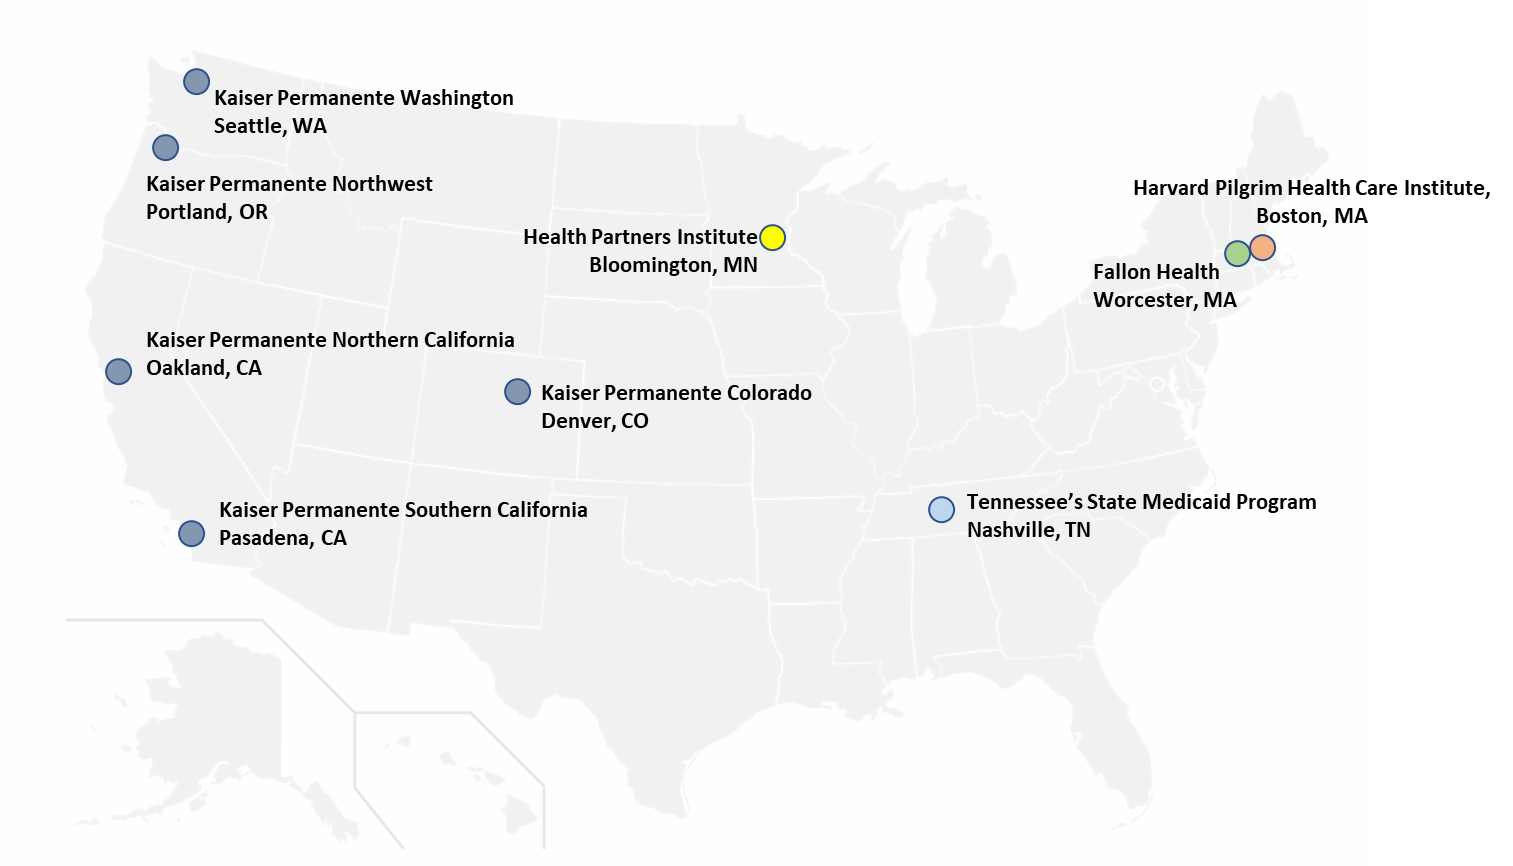 Kaiser Permanente Washington
Seattle, WA
Kaiser Permanente Northwest
Portland, OR
Harvard Pilgrim Health Care Institute,
Boston, MA
Health Partners Institute
Bloomington, MN
Fallon Health
Worcester, MA
Kaiser Permanente Northern California
Oakland, CA
Kaiser Permanente Colorado
Denver, CO
Kaiser Permanente Southern California
Pasadena, CA
Tennessee’s State Medicaid Program
Nashville, TN